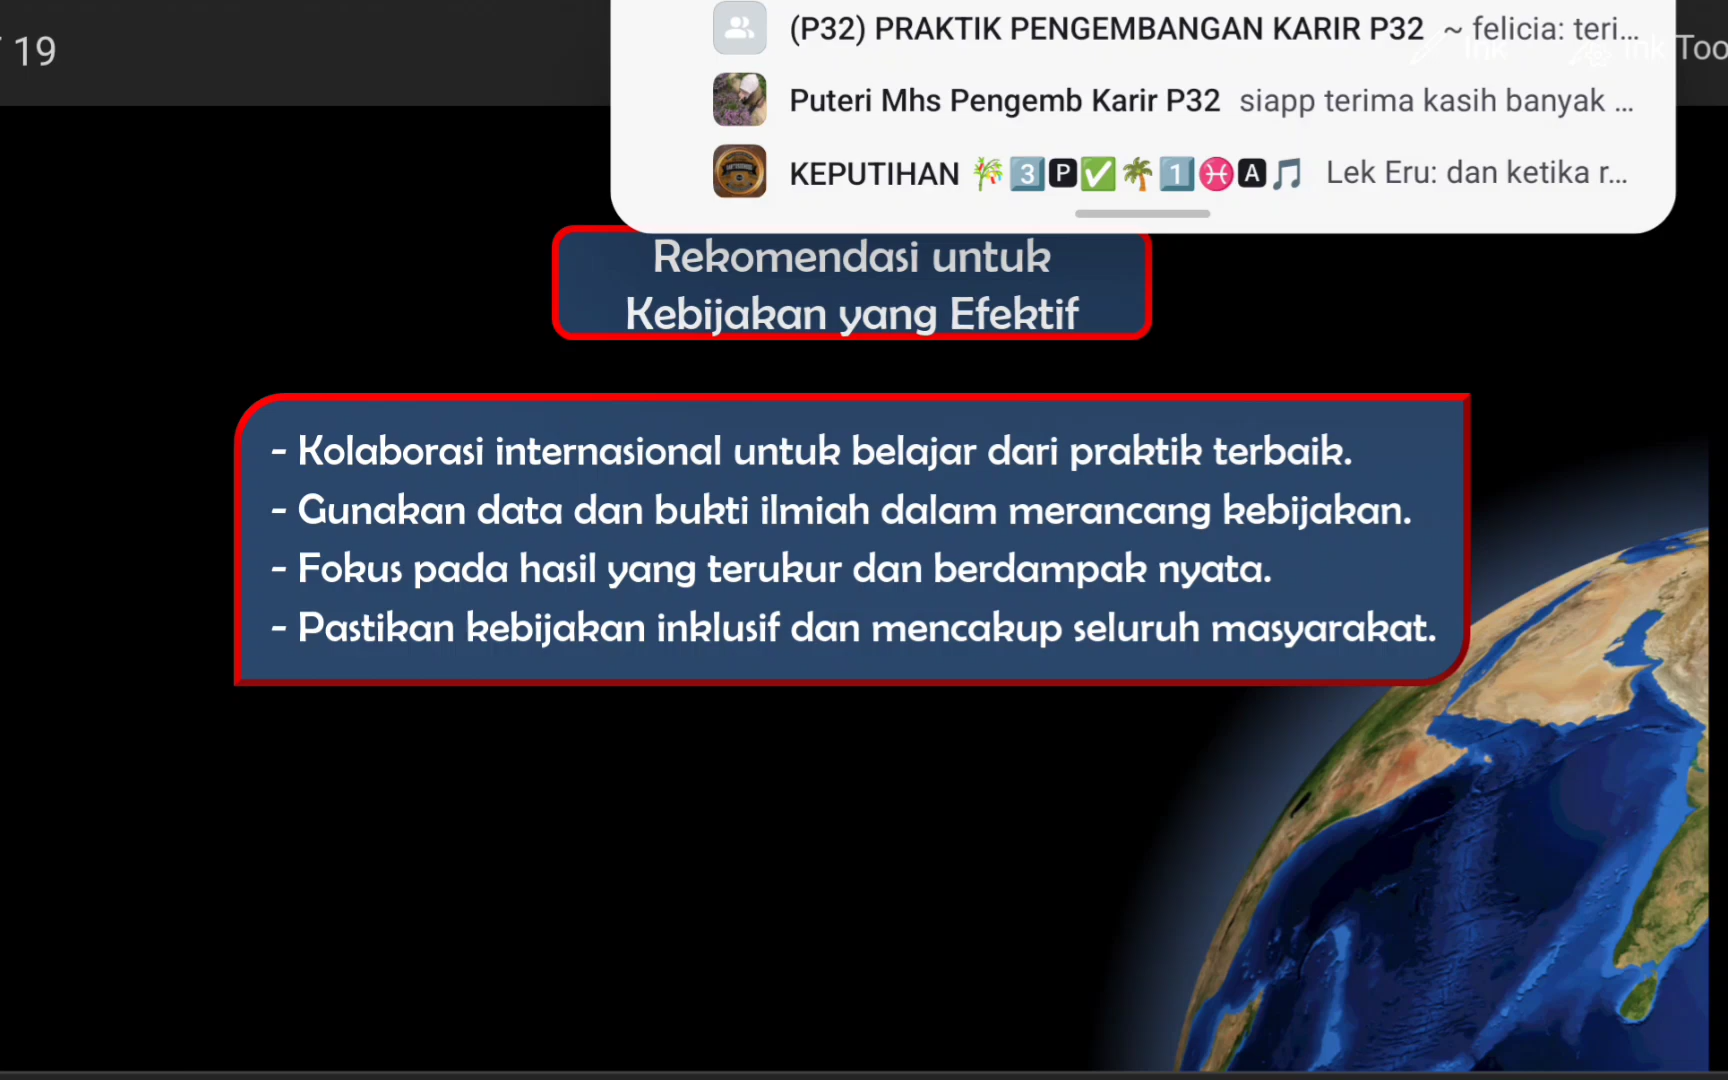 19
(P32) PRAKTIK PENGEMBANGAN KARIR P32 ~ felicia: teri...
Ink
Ink Too
Puteri Mhs Pengemb Karir P32 siapp terima kasih banyak ...
KEPUTIHAN 🎋3️⃣🅿✅🌴1️⃣♓🅰🎵 Lek Eru: dan ketika r...
Rekomendasi untuk
Kebijakan yang Efektif
- Kolaborasi internasional untuk belajar dari praktik terbaik.
- Gunakan data dan bukti ilmiah dalam merancang kebijakan.
- Fokus pada hasil yang terukur dan berdampak nyata.
- Pastikan kebijakan inklusif dan mencakup seluruh masyarakat.